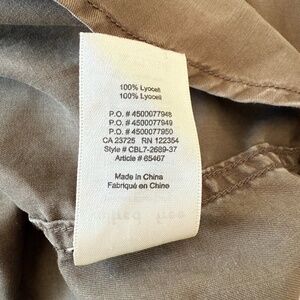 100% Lyocell
100% Lyocell
P.O. # 4500077948
P.O. # 4500077949
P.O. # 4500077950
CA 23725 RN 122354
Style # CBL7-2689-37
Article # 65467
Made in China
Fabriqué en China